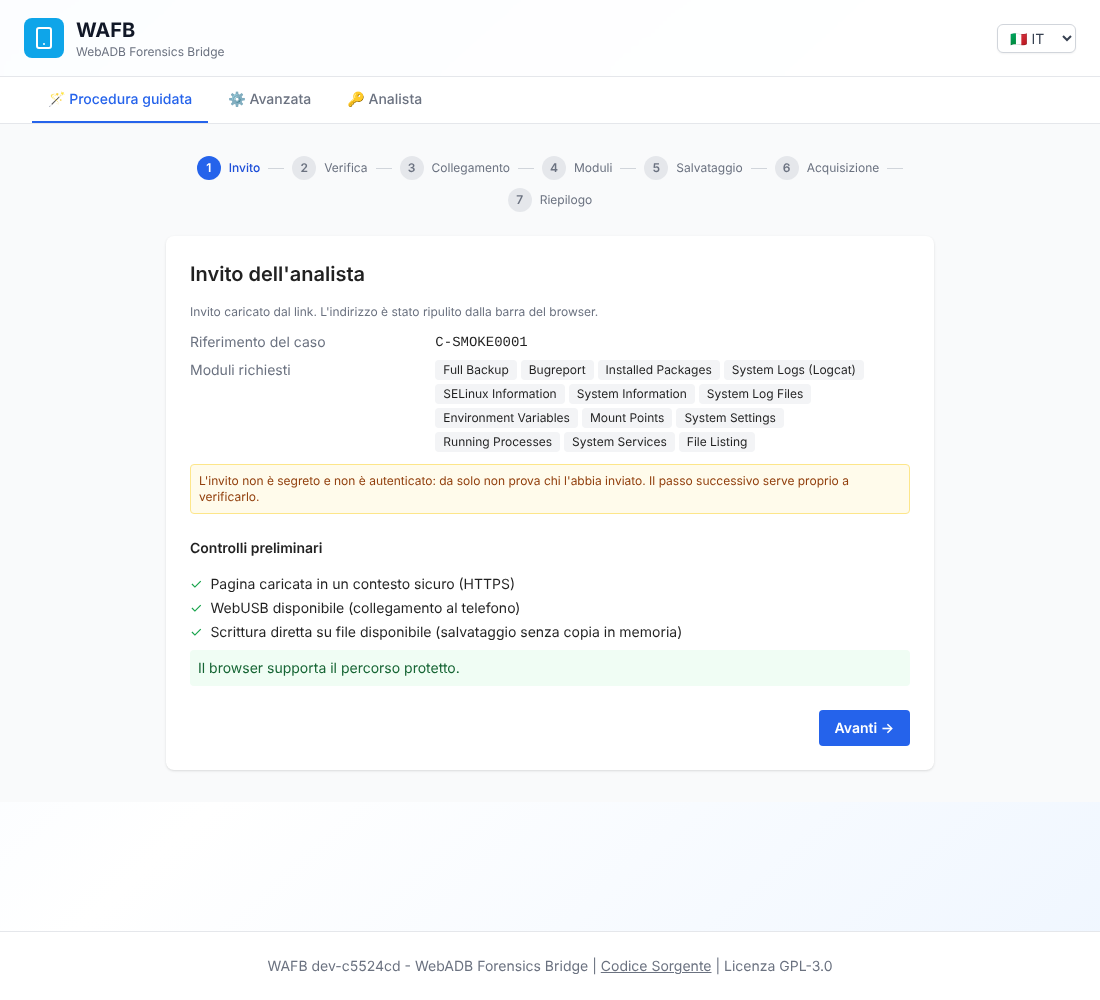 WAFB
WebADB Forensics Bridge
🇮🇹 IT
🪄 Procedura guidata
⚙️ Avanzata
🔑 Analista
1 Invito
2 Verifica
3 Collegamento
4 Moduli
5 Salvataggio
6 Acquisizione
7 Riepilogo
Invito dell'analista
Invito caricato dal link. L'indirizzo è stato ripulito dalla barra del browser.
Riferimento del caso C-SMOKE0001
Moduli richiesti Full Backup Bugreport Installed Packages System Logs (Logcat)
SELinux Information System Information System Log Files
Environment Variables Mount Points System Settings
Running Processes System Services File Listing
L'invito non è segreto e non è autenticato: da solo non prova chi l'abbia inviato. Il passo successivo serve proprio a
verificarlo.
Controlli preliminari
✓ Pagina caricata in un contesto sicuro (HTTPS)
✓ WebUSB disponibile (collegamento al telefono)
✓ Scrittura diretta su file disponibile (salvataggio senza copia in memoria)
Il browser supporta il percorso protetto.
Avanti →
WAFB dev-c5524cd - WebADB Forensics Bridge | Codice Sorgente | Licenza GPL-3.0